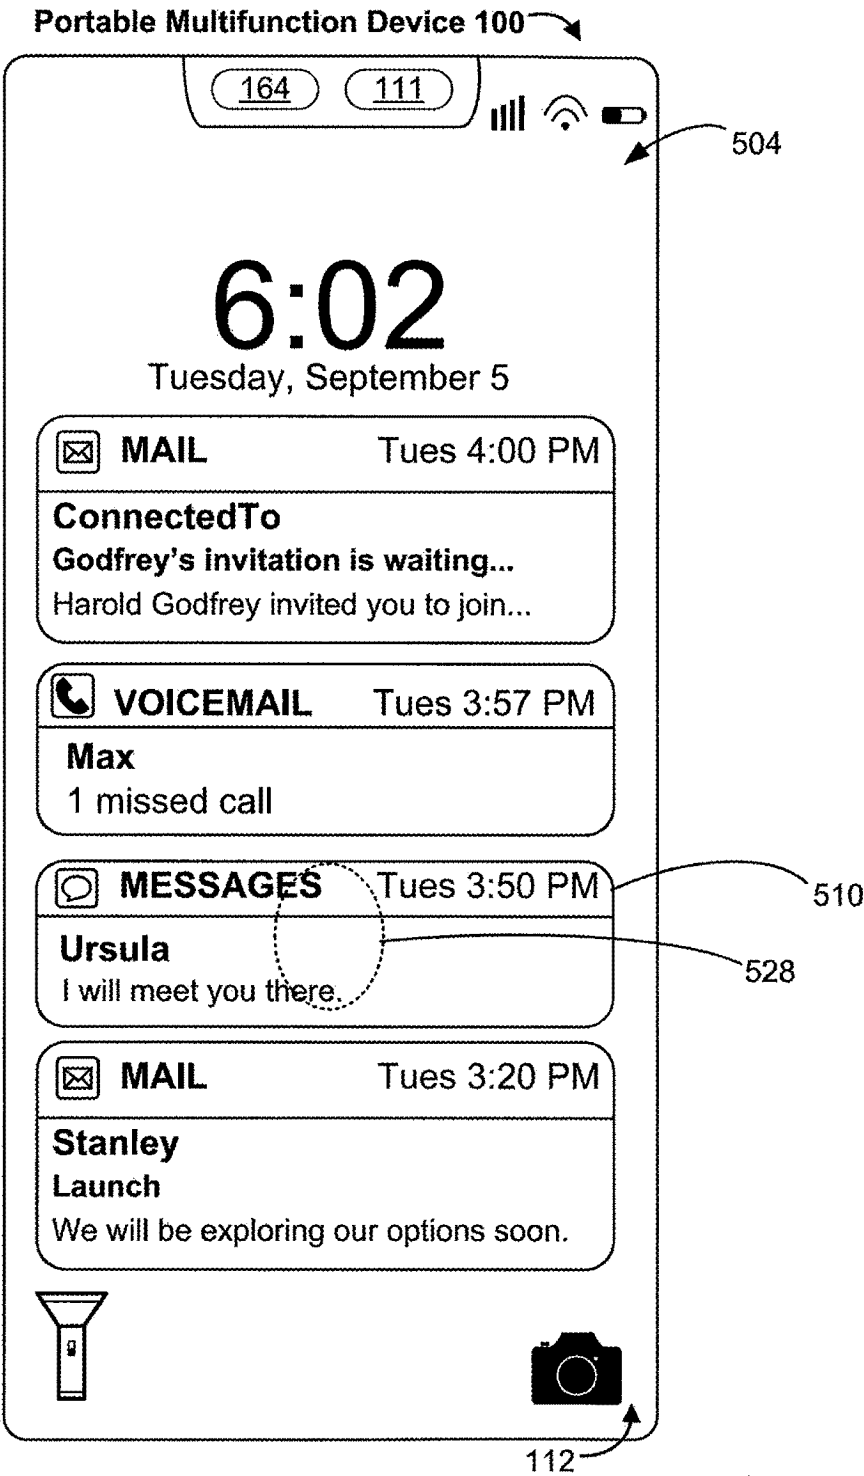 Portable Multifunction Device 100
164 111
504
6:02
Tuesday, September 5
MAIL Tues 4:00 PM
ConnectedTo
Godfrey's invitation is waiting...
Harold Godfrey invited you to join...
VOICEMAIL Tues 3:57 PM
Max
1 missed call
MESSAGES Tues 3:50 PM
510
Ursula
528
I will meet you there.
MAIL Tues 3:20 PM
Stanley
Launch
We will be exploring our options soon.
112